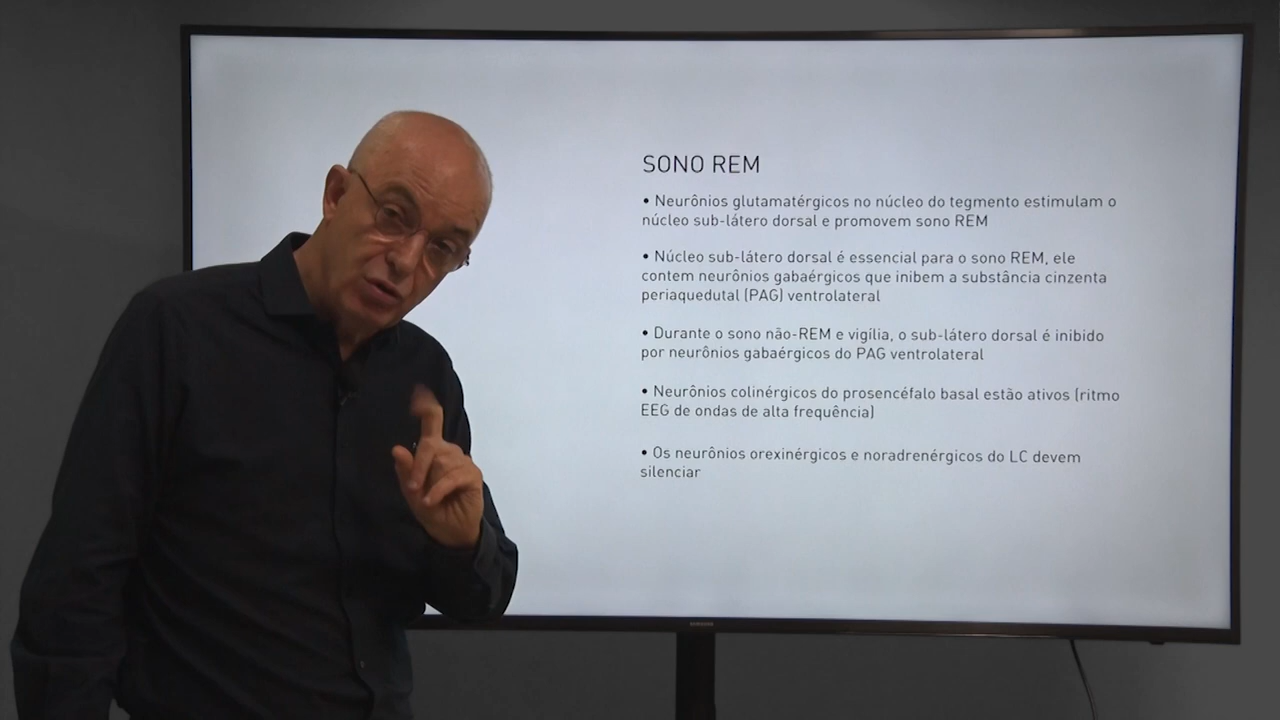 SONO REM
• Neurônios glutamatérgicos no núcleo do tegmento estimulam o
núcleo sub-látero dorsal e promovem sono REM
• Núcleo sub-látero dorsal é essencial para o sono REM, ele
contem neurônios gabaérgicos que inibem a substância cinzenta
periaquedutal (PAG) ventrolateral
• Durante o sono não-REM e vigília, o sub-látero dorsal é inibido
por neurônios gabaérgicos do PAG ventrolateral
• Neurônios colinérgicos do prosencéfalo basal estão ativos (ritmo
EEG de ondas de alta frequência)
• Os neurônios orexinérgicos e noradrenérgicos do LC devem
silenciar
SAMSUNG